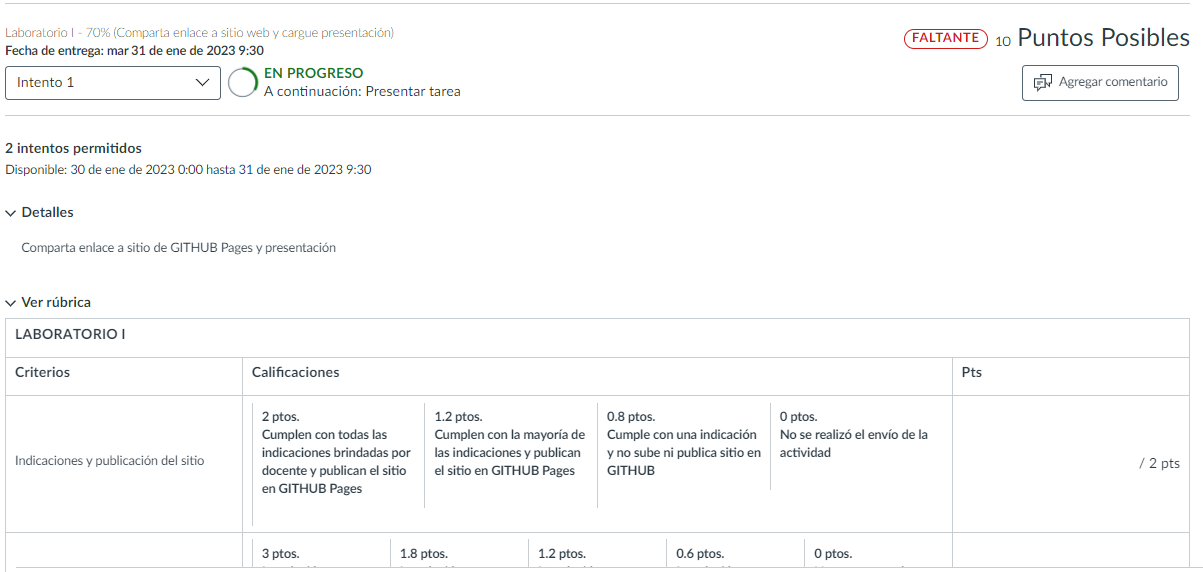 Laboratorio I - 70% (Comparta enlace a sitio web y cargue presentación)
Fecha de entrega: mar 31 de ene de 2023 9:30
FALTANTE 10 Puntos Posibles
Intento 1
EN PROGRESO
A continuación: Presentar tarea
Agregar comentario
2 intentos permitidos
Disponible: 30 de ene de 2023 0:00 hasta 31 de ene de 2023 9:30
Detalles
Comparta enlace a sitio de GITHUB Pages y presentación
Ver rúbrica
LABORATORIO I
Criterios
Calificaciones
Pts
Indicaciones y publicación del sitio
2 ptos.
Cumplen con todas las
indicaciones brindadas por
docente y publican el sitio
en GITHUB Pages
1.2 ptos.
Cumplen con la mayoría de
las indicaciones y publican
el sitio en GITHUB Pages
0.8 ptos.
Cumple con una indicación
y no sube ni publica sitio en
GITHUB
0 ptos.
No se realizó el envío de la
actividad
/ 2 pts
3 ptos.
1.8 ptos.
1.2 ptos.
0.6 ptos.
0 ptos.